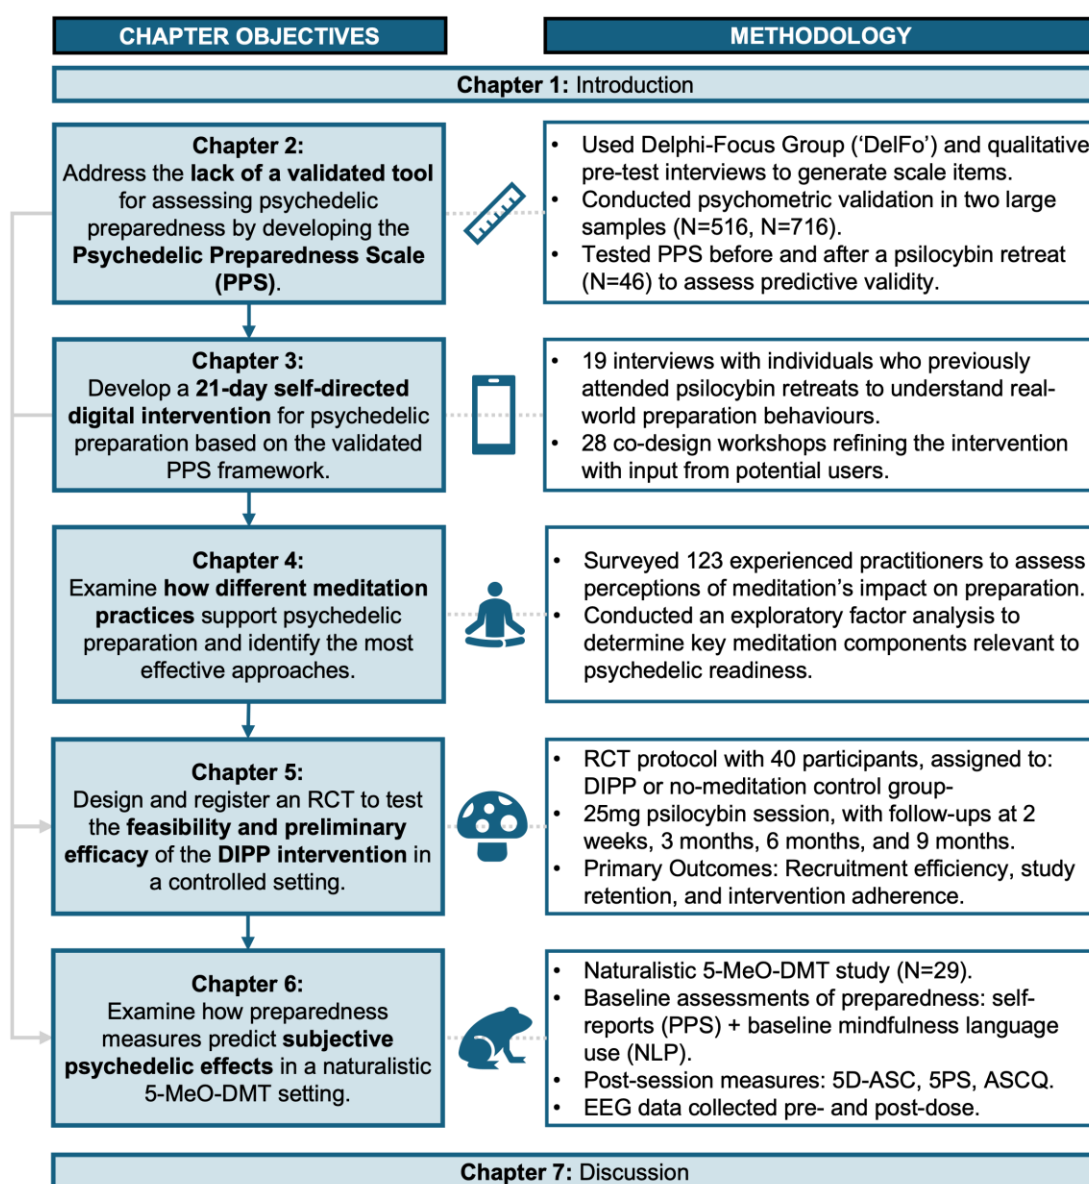 CHAPTER OBJECTIVES
METHODOLOGY
Chapter 1: Introduction
Chapter 2:
Address the lack of a validated tool
for assessing psychedelic
preparedness by developing the
Psychedelic Preparedness Scale
(PPS).
• Used Delphi-Focus Group (‘DelFo’) and qualitative
pre-test interviews to generate scale items.
• Conducted psychometric validation in two large
samples (N=516, N=716).
• Tested PPS before and after a psilocybin retreat
(N=46) to assess predictive validity.
Chapter 3:
Develop a 21-day self-directed
digital intervention for psychedelic
preparation based on the validated
PPS framework.
• 19 interviews with individuals who previously
attended psilocybin retreats to understand real-
world preparation behaviours.
• 28 co-design workshops refining the intervention
with input from potential users.
Chapter 4:
Examine how different meditation
practices support psychedelic
preparation and identify the most
effective approaches.
• Surveyed 123 experienced practitioners to assess
perceptions of meditation’s impact on preparation.
• Conducted an exploratory factor analysis to
determine key meditation components relevant to
psychedelic readiness.
Chapter 5:
Design and register an RCT to test
the feasibility and preliminary
efficacy of the DIPP intervention in
a controlled setting.
• RCT protocol with 40 participants, assigned to:
DIPP or no-meditation control group-
• 25mg psilocybin session, with follow-ups at 2
weeks, 3 months, 6 months, and 9 months.
• Primary Outcomes: Recruitment efficiency, study
retention, and intervention adherence.
Chapter 6:
Examine how preparedness
measures predict subjective
psychedelic effects in a naturalistic
5-MeO-DMT setting.
• Naturalistic 5-MeO-DMT study (N=29).
• Baseline assessments of preparedness: self-
reports (PPS) + baseline mindfulness language
use (NLP).
• Post-session measures: 5D-ASC, 5PS, ASCQ.
• EEG data collected pre- and post-dose.
Chapter 7: Discussion